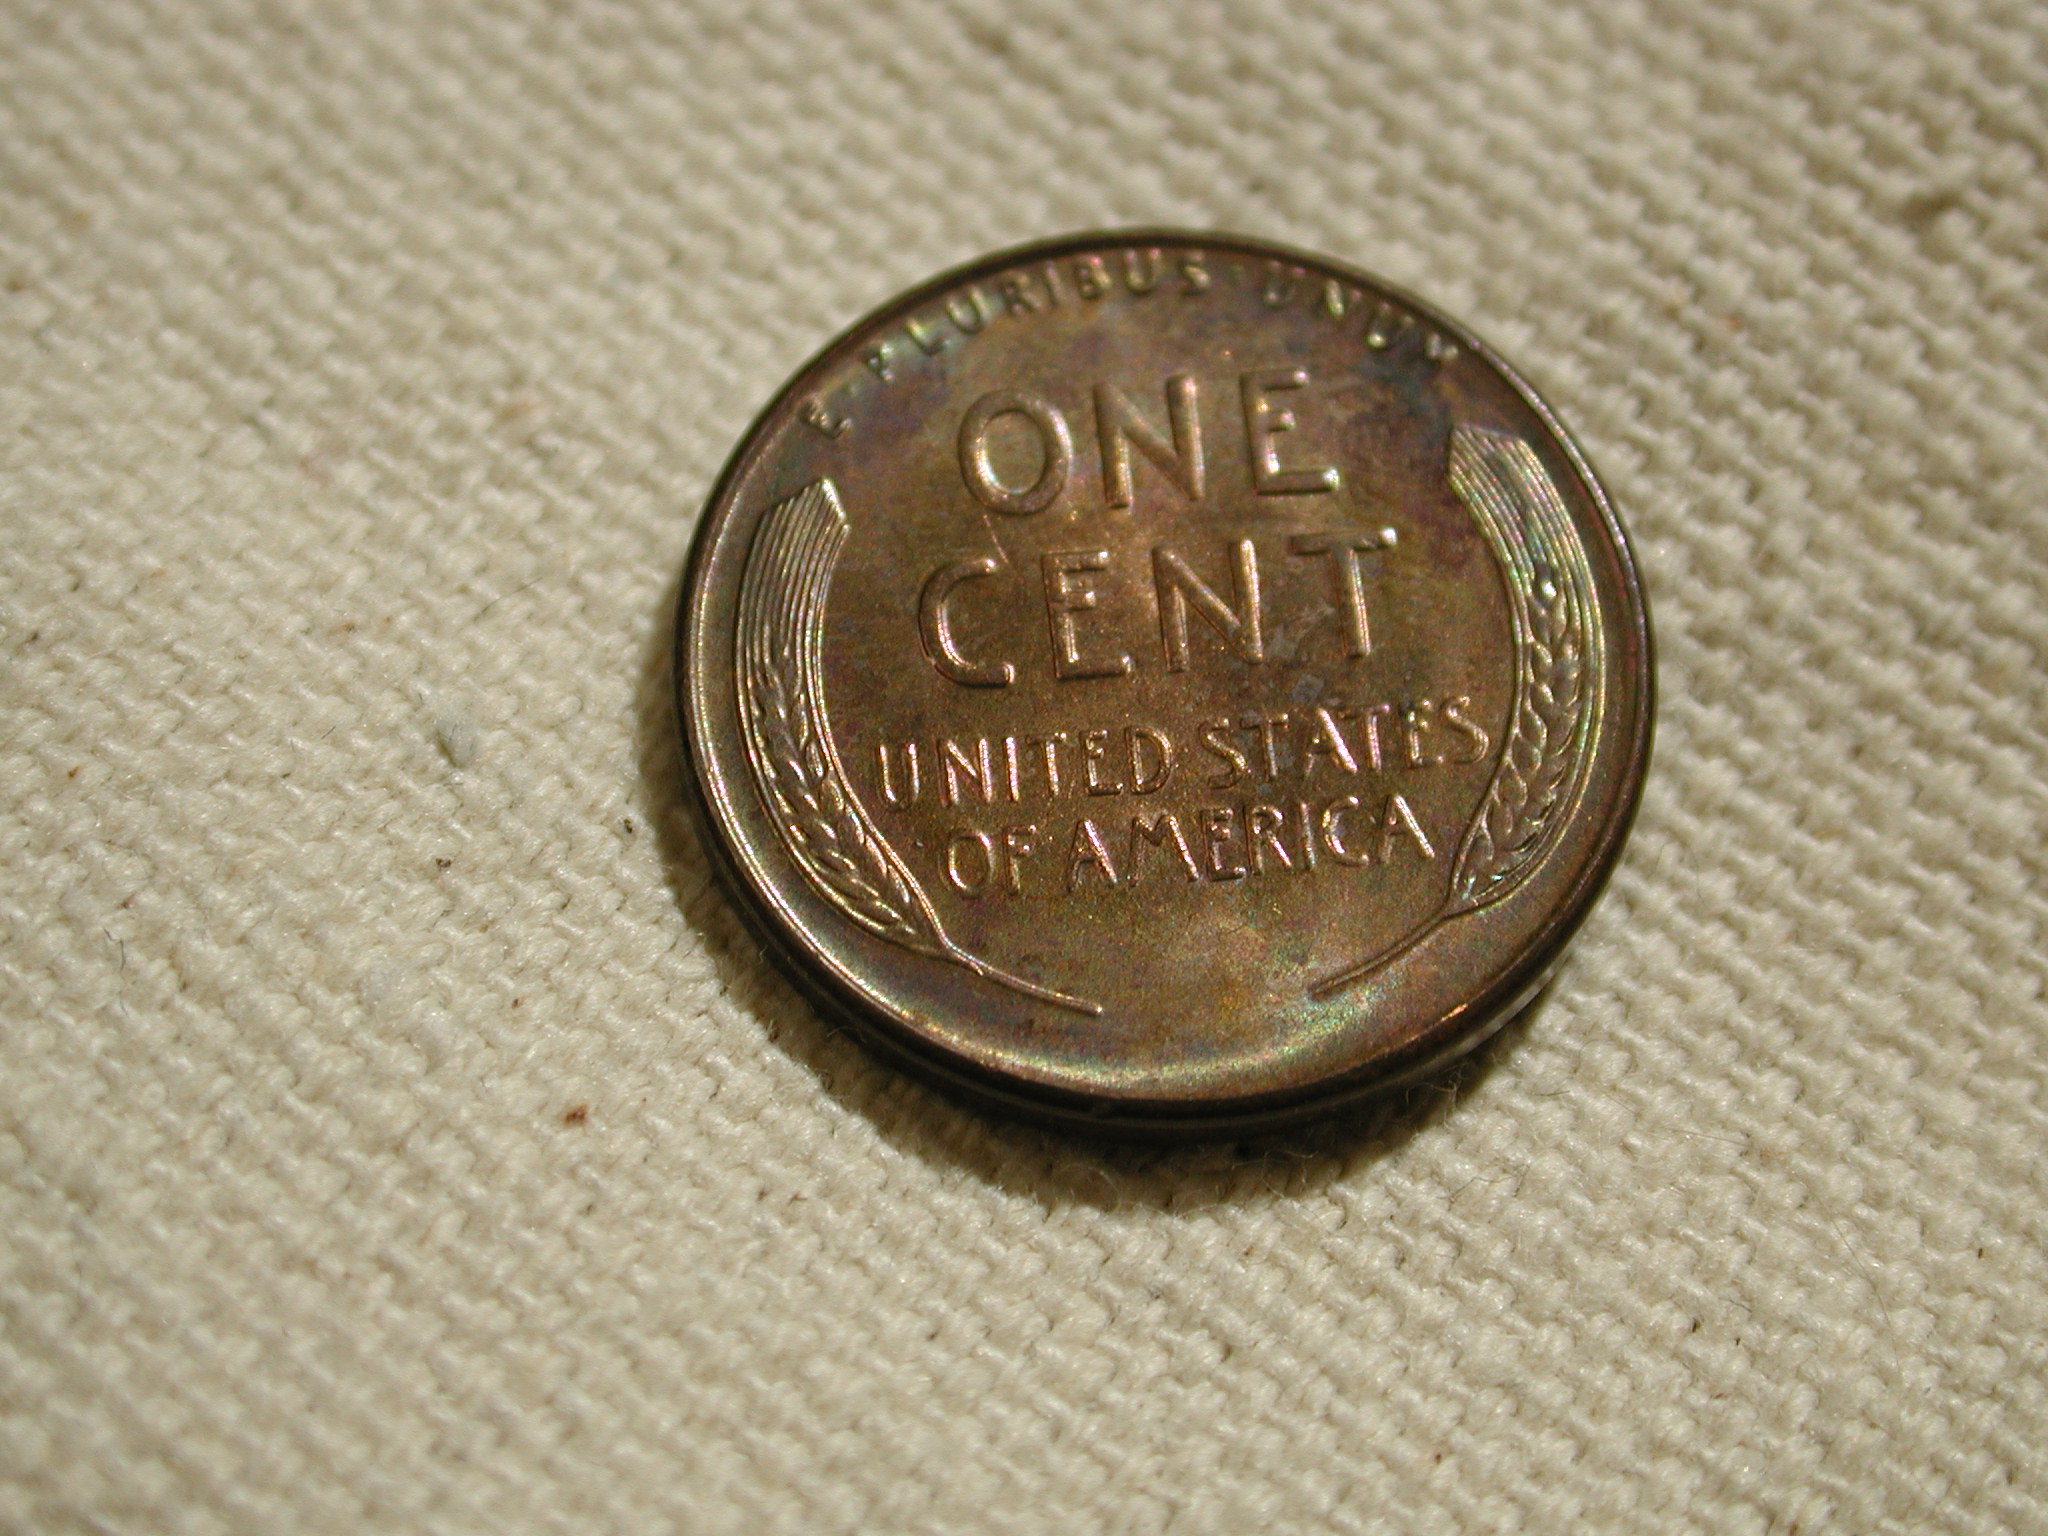 E PLURIBUS UNUM
ONE
CENT
UNITED STATES
OF AMERICA